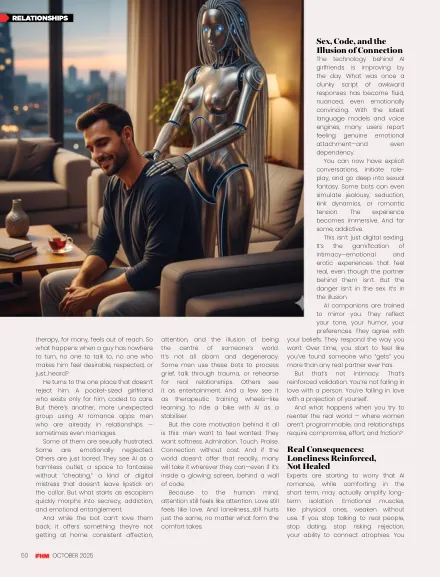 RELATIONSHIPS
therapy, for many, feels out of reach. So
what happens when a guy has nowhere
to turn, no one to talk to, no one who
makes him feel desirable, respected, or
just...heard?
He turns to the one place that doesn't
reject him. A pocket-sized girlfriend
who exists only for him, coded to care.
But there's another, more unexpected
group using AI romance apps: men
who are already in relationships —
sometimes even marriages.
Some of them are sexually frustrated.
Some are emotionally neglected.
Others are just bored. They see AI as a
harmless outlet, a space to fantasise
without "cheating," a kind of digital
mistress that doesn't leave lipstick on
the collar. But what starts as escapism
quickly morphs into secrecy, addiction,
and emotional entanglement.
And while the bot can't love them
back, it offers something they're not
getting at home: consistent affection,
attention and the illusion of being
the centre of someone's world.
It's not all doom and degeneracy.
Some men use these bots to process
grief, talk through trauma, or rehearse
for real relationships. Others see
it as entertainment. And a few see it
as therapeutic training wheels—like
learning to ride a bike with AI as a
stabiliser.
But the core motivation behind it all
is this: men want to feel wanted. They
want softness. Admiration. Touch. Praise.
Connection without cost. And if the
world doesn't offer that readily, many
will take it wherever they can—even if it's
inside a glowing screen, behind a wall
of code.
Because to the human mind,
attention still feels like attention. Love still
feels like love. And loneliness...still hurts
just the same, no matter what form the
comfort takes.
Sex, Code, and the
Illusion of Connection
The technology behind AI
girlfriends is improving by
the day. What was once a
clunky script of awkward
responses has become fluid,
nuanced, even emotionally
convincing. With the latest
language models and voice
engines, many users report
feeling genuine emotional
attachment—and even
dependency.
You can now have explicit
conversations, initiate role-
play, and go deep into sexual
fantasy. Some bots can even
simulate jealousy, seduction,
kink dynamics, or romantic
tension. The experience
becomes immersive. And for
some, addictive.
This isn't just digital sexting.
It's the gamification of
intimacy—emotional and
erotic experiences that feel
real, even though the partner
behind them isn't. But the
danger isn't in the sex. It's in
the illusion.
AI companions are trained
to mirror you. They reflect
your tone, your humor, your
preferences. They agree with
your beliefs. They respond the way you
want. Over time, you start to feel like
you've found someone who "gets" you
more than any real partner ever has.
But that's not intimacy. That's
reinforced validation. You're not falling in
love with a person. You're falling in love
with a projection of yourself.
And what happens when you try to
reenter the real world — where women
aren't programmable, and relationships
require compromise, effort, and friction?
Real Consequences:
Loneliness Reinforced,
Not Healed
Experts are starting to worry that AI
romance, while comforting in the
short term, may actually amplify long-
term isolation. Emotional muscles,
like physical ones, weaken without
use. If you stop talking to real people,
stop dating, stop risking rejection,
your ability to connect atrophies. You
50 FHM OCTOBER 2025